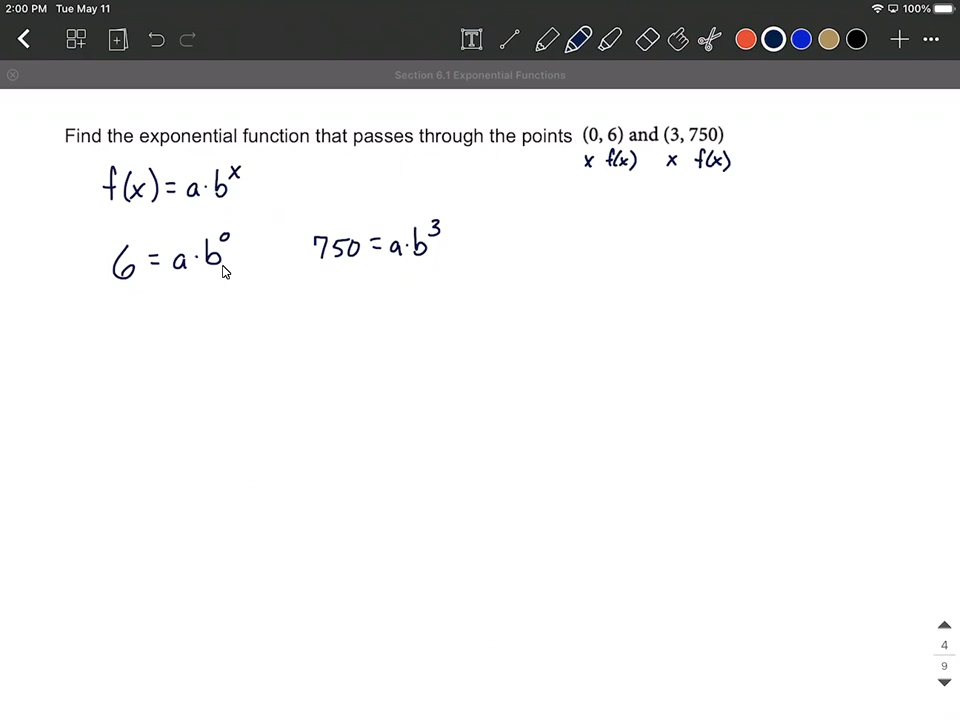 2:00 PM Tue May 11 100%
T
Section 6.1 Exponential Functions
Find the exponential function that passes through the points (0, 6) and (3, 750)
x f(x) x f(x)
f(x) = a·b^x
6 = a·b^0 750 = a·b^3
4
9